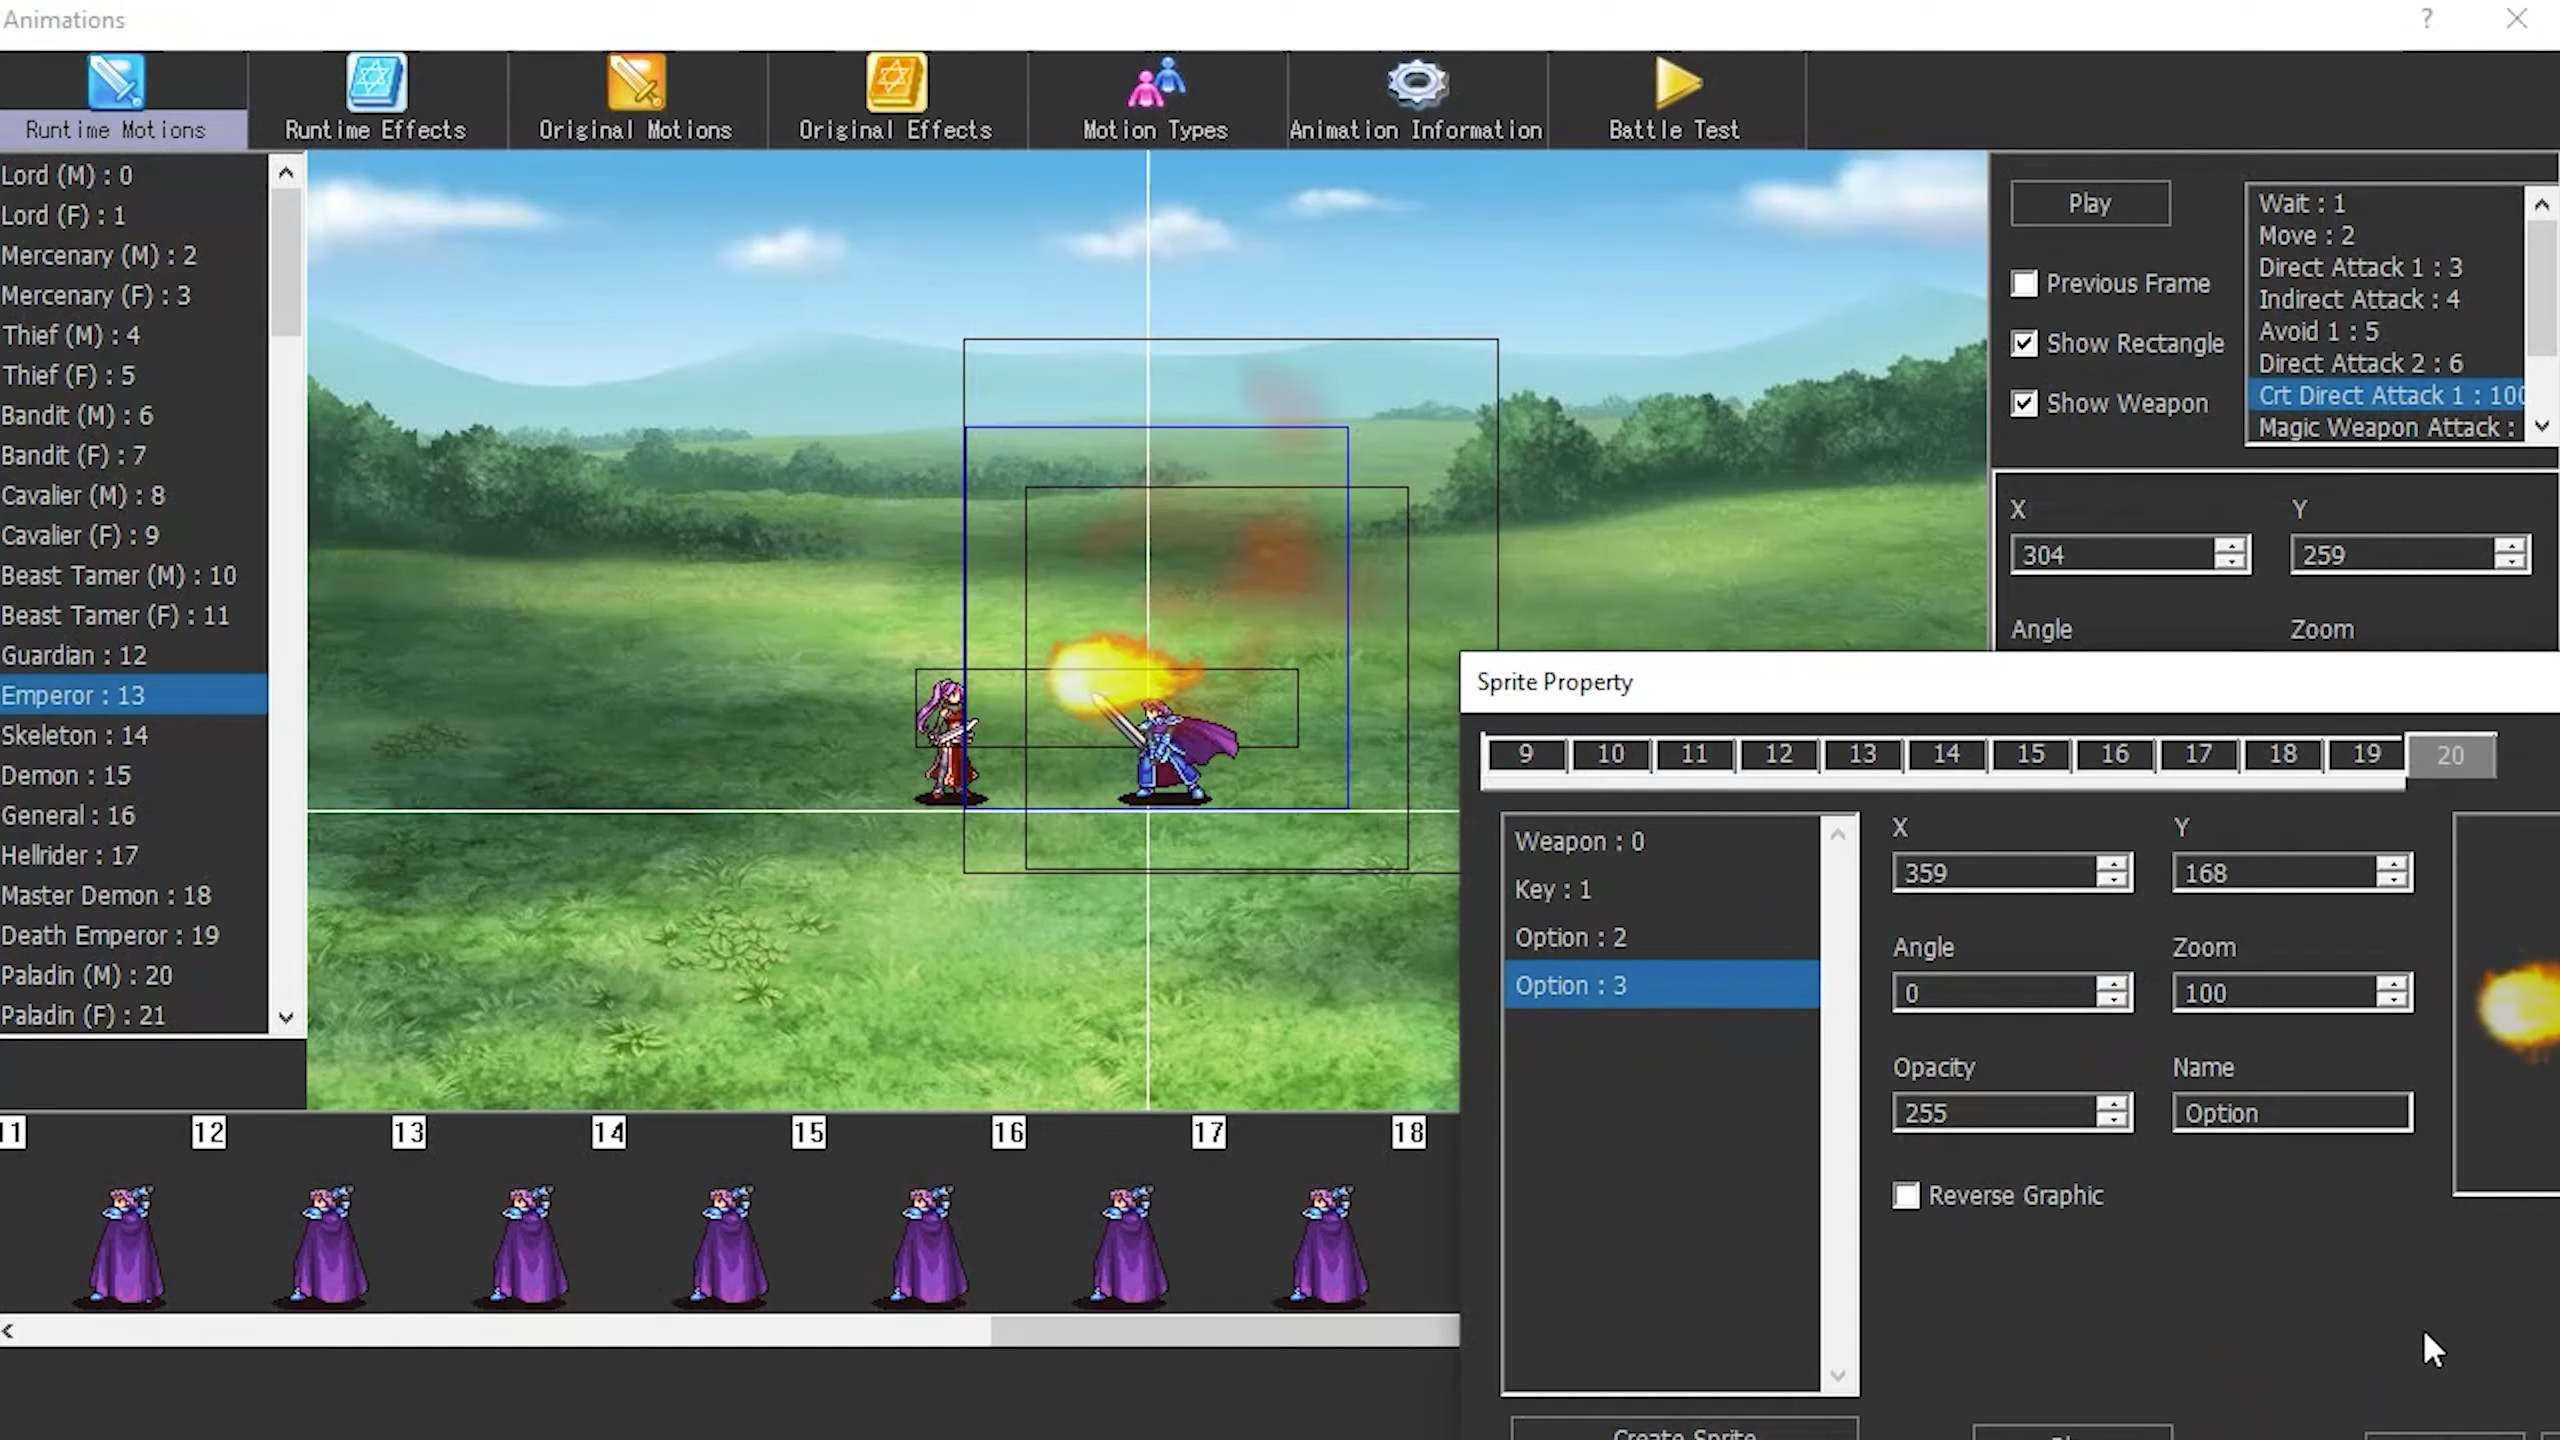 Animations
?
Runtime Motions
Runtime Effects
Original Motions
Original Effects
Motion Types
Animation Information
Battle Test
Lord (M) : 0
Lord (F) : 1
Mercenary (M) : 2
Mercenary (F) : 3
Thief (M) : 4
Thief (F) : 5
Bandit (M) : 6
Bandit (F) : 7
Cavalier (M) : 8
Cavalier (F) : 9
Beast Tamer (M) : 10
Beast Tamer (F) : 11
Guardian : 12
Emperor : 13
Skeleton : 14
Demon : 15
General : 16
Hellrider : 17
Master Demon : 18
Death Emperor : 19
Paladin (M) : 20
Paladin (F) : 21
Play
Previous Frame
Show Rectangle
Show Weapon
Wait : 1
Move : 2
Direct Attack 1 : 3
Indirect Attack : 4
Avoid 1 : 5
Direct Attack 2 : 6
Crt Direct Attack 1 : 100
Magic Weapon Attack :
X
Y
304
259
Angle
Zoom
Sprite Property
9 10 11 12 13 14 15 16 17 18 19 20
Weapon : 0
Key : 1
Option : 2
Option : 3
X
Y
359
168
Angle
Zoom
0
100
Opacity
Name
255
Option
Reverse Graphic
Create Sprite
11 12 13 14 15 16 17 18